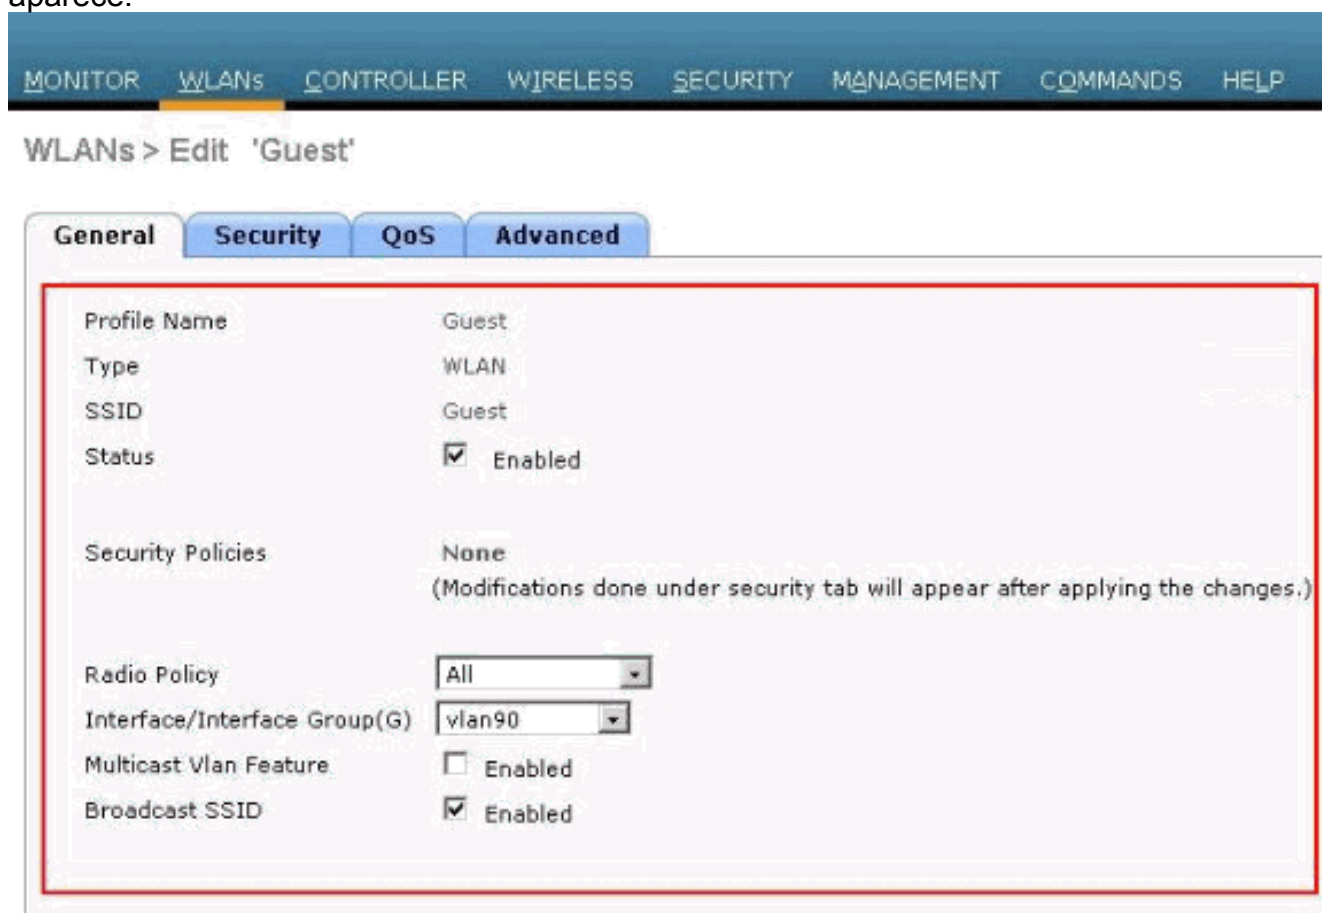 aparece.
MONITOR WLANs CONTROLLER WIRELESS SECURITY MANAGEMENT COMMANDS HELP
WLANs > Edit 'Guest'
General Security QoS Advanced
Profile Name Guest
Type WLAN
SSID Guest
Status Enabled
Security Policies None
(Modifications done under security tab will appear after applying the changes.)
Radio Policy All
Interface/Interface Group(G) vlan90
Multicast Vlan Feature Enabled
Broadcast SSID Enabled